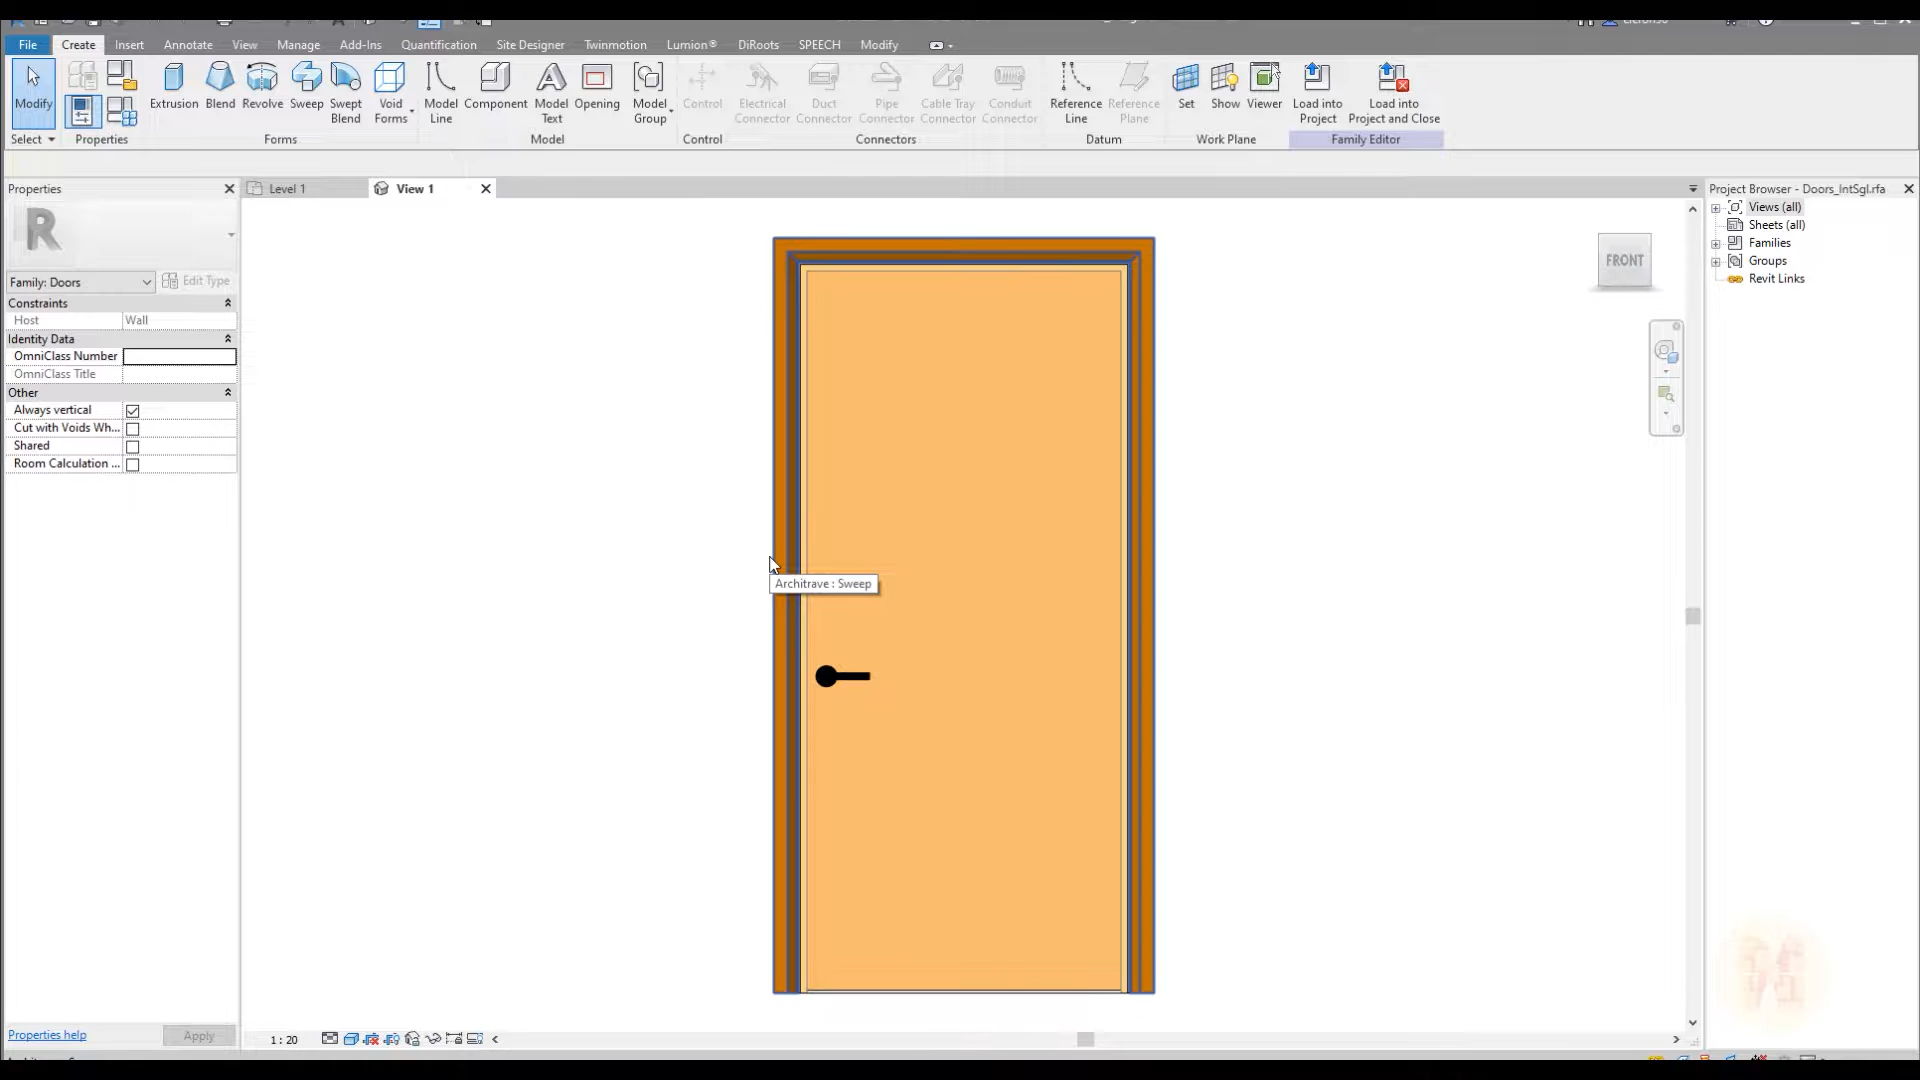 File Create Insert Annotate View Manage Add-Ins Quantification Site Designer Twinmotion Lumion® DiRoots SPEECH Modify
Modify
Extrusion Blend Revolve Sweep Swept Blend Void Forms
Model Line Component Model Text Opening Model Group
Control
Electrical Connector Duct Connector Pipe Connector Cable Tray Connector Conduit Connector
Reference Line Reference Plane
Set Show Viewer
Load into Project Load into Project and Close
Select Properties Forms Model Control Connectors Datum Work Plane Family Editor
Properties
Level 1
View 1
Project Browser - Doors_IntSgl.rfa
R
Family: Doors
Edit Type
Constraints
Host Wall
Identity Data
OmniClass Number
OmniClass Title
Other
Always vertical
Cut with Voids Wh...
Shared
Room Calculation ...
Properties help
Apply
Architrave : Sweep
FRONT
Views (all)
Sheets (all)
Families
Groups
Revit Links
1 : 20